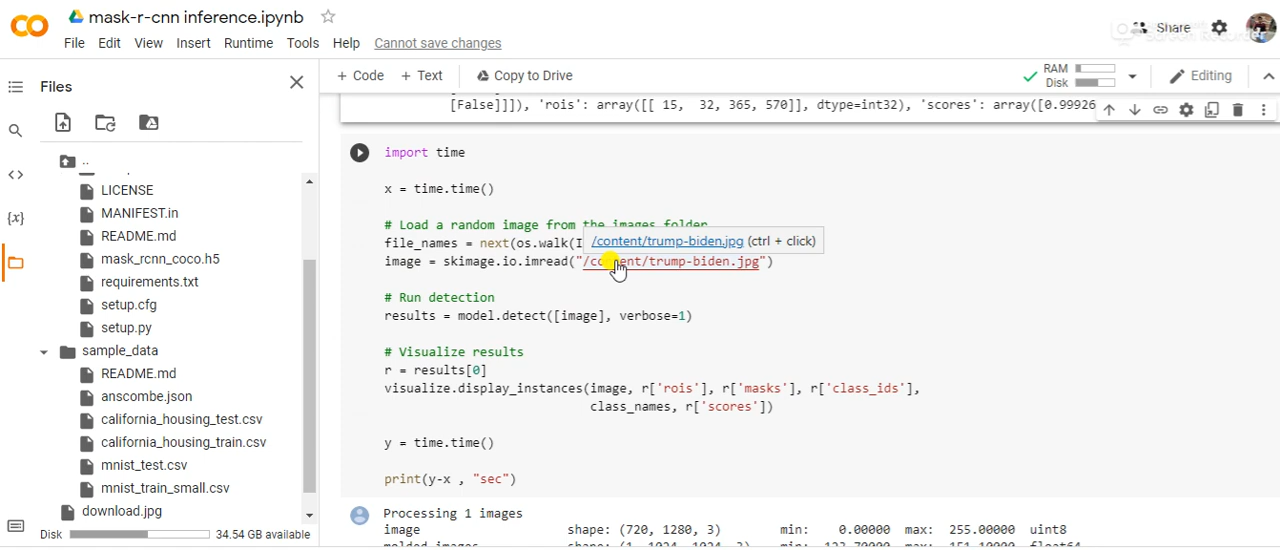 mask-r-cnn inference.ipynb
File Edit View Insert Runtime Tools Help Cannot save changes
Share
Files
+ Code + Text Copy to Drive
RAM
Disk
Editing
[False]]]), 'rois': array([[ 15, 32, 365, 570]], dtype=int32), 'scores': array([0.99926
..
LICENSE
MANIFEST.in
README.md
mask_rcnn_coco.h5
requirements.txt
setup.cfg
setup.py
sample_data
README.md
anscombe.json
california_housing_test.csv
california_housing_train.csv
mnist_test.csv
mnist_train_small.csv
download.jpg
Disk 34.54 GB available
import time
x = time.time()
# Load a random image from the images folder
file_names = next(os.walk(I
/content/trump-biden.jpg (ctrl + click)
image = skimage.io.imread("/content/trump-biden.jpg")
# Run detection
results = model.detect([image], verbose=1)
# Visualize results
r = results[0]
visualize.display_instances(image, r['rois'], r['masks'], r['class_ids'],
class_names, r['scores'])
y = time.time()
print(y-x , "sec")
Processing 1 images
image shape: (720, 1280, 3) min: 0.00000 max: 255.00000 uint8